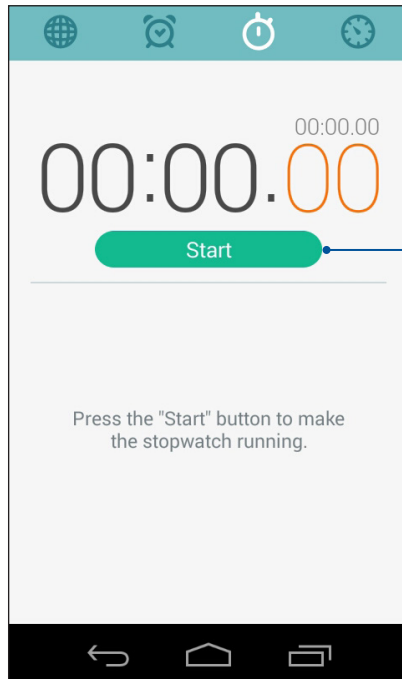 00:00.00
00:00.00
Start
Press the "Start" button to make
the stopwatch running.